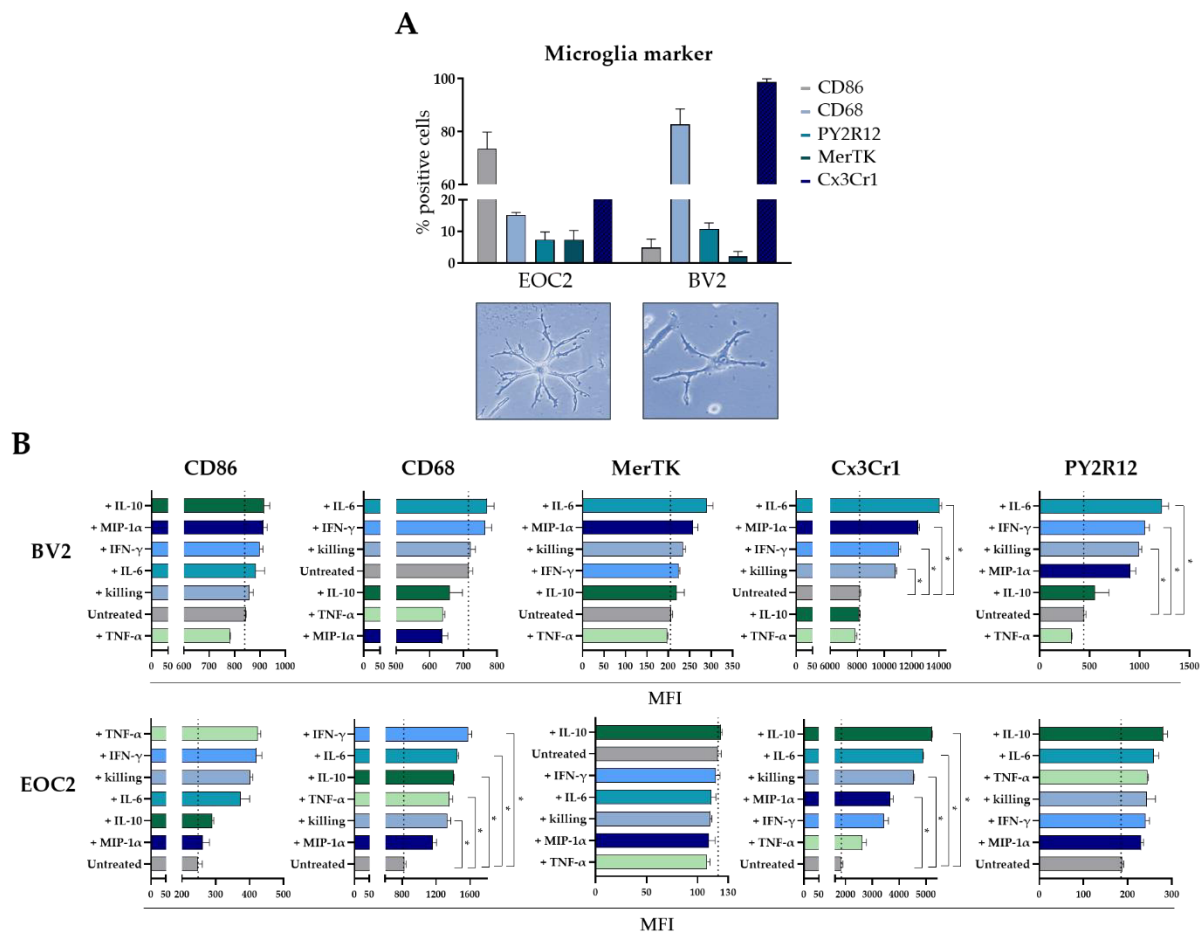 A
Microglia marker
% positive cells
100
80
60
20
10
0
EOC2
BV2
CD86
CD68
PY2R12
MerTK
Cx3Cr1
B
BV2
CD86
+ IL-10
+ MIP-1α
+ IFN-γ
+ IL-6
+ killing
Untreated
+ TNF-α
0 50 600 700 800 900 1000
CD68
+ IL-6
+ IFN-γ
+ killing
Untreated
+ IL-10
+ TNF-α
+ MIP-1α
0 50 500 600 700 800
MerTK
+ IL-6
+ MIP-1α
+ killing
+ IFN-γ
+ IL-10
Untreated
+ TNF-α
0 50 100 150 200 250 300 350
Cx3Cr1
+ IL-6
+ MIP-1α
+ IFN-γ
+ killing
Untreated
+ IL-10
+ TNF-α
* * * *
0 50 6000 8000 10000 12000 14000
PY2R12
+ IL-6
+ IFN-γ
+ killing
+ MIP-1α
+ IL-10
Untreated
+ TNF-α
* * *
0 500 1000 1500
MFI
EOC2
+ TNF-α
+ IFN-γ
+ killing
+ IL-6
+ IL-10
+ MIP-1α
Untreated
0 50 200 300 400 500
+ IFN-γ
+ IL-6
+ IL-10
+ TNF-α
+ killing
+ MIP-1α
Untreated
* * * * *
0 50 800 1200 1600
+ IL-10
Untreated
+ IFN-γ
+ IL-6
+ killing
+ MIP-1α
+ TNF-α
0 50 100 130
+ IL-10
+ IL-6
+ killing
+ MIP-1α
+ IFN-γ
+ TNF-α
Untreated
* * * *
0 50 2000 3000 4000 5000
+ IL-10
+ IL-6
+ TNF-α
+ killing
+ IFN-γ
+ MIP-1α
Untreated
0 100 200 300
MFI